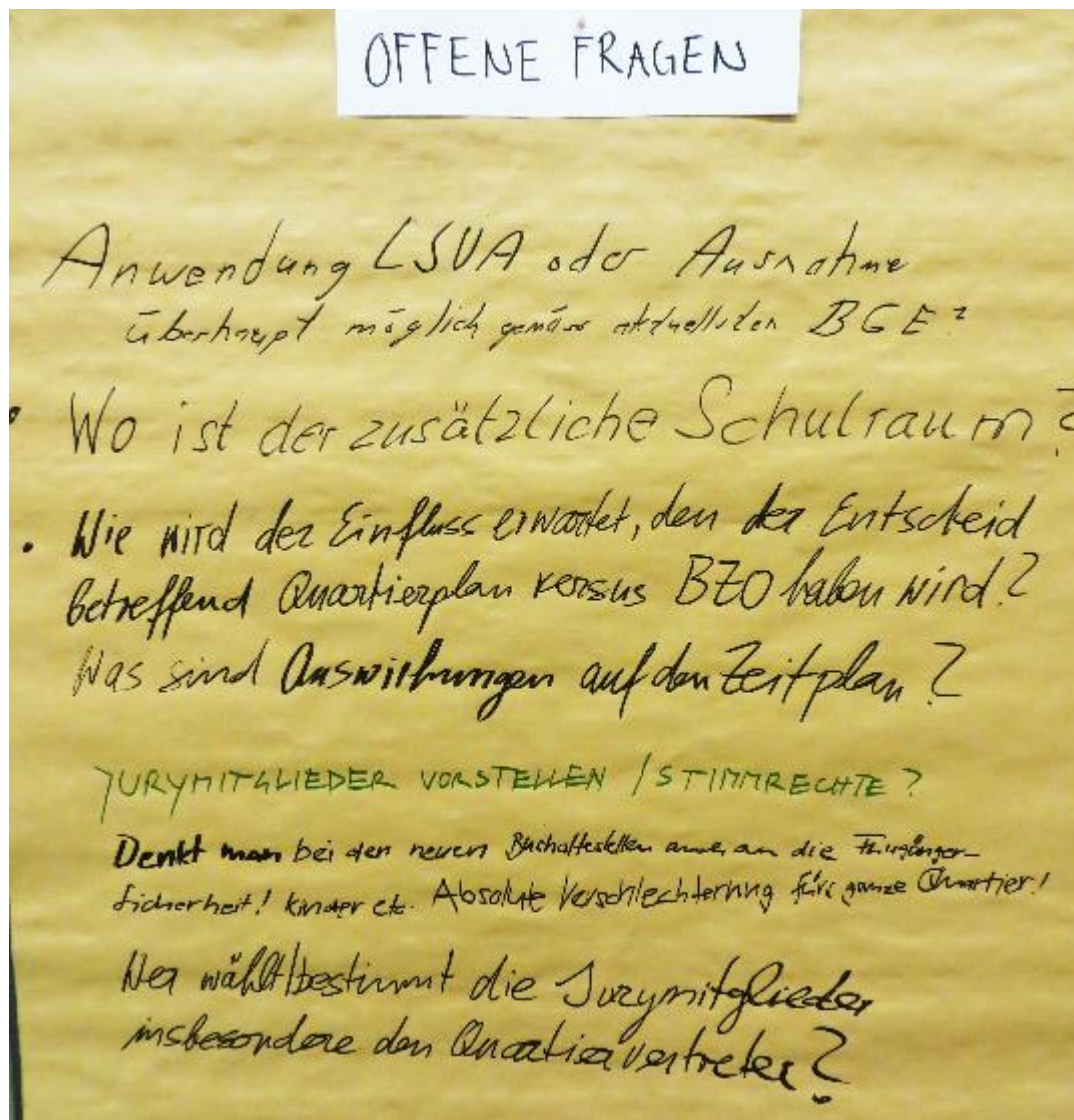 OFFENE FRAGEN
Anwendung LSVA oder Ausnahme
überhaupt möglich gemäss aktuellsten BGE?
• Wo ist der zusätzliche Schulraum?
• Wie wird der Einfluss erwartet, den der Entscheid
betreffend Quartierplan versus BZO haben wird?
Was sind Auswirkungen auf den Zeitplan?
JURYMITGLIEDER VORSTELLEN / STIMMRECHTE?
Denkt man bei den neuen Bushaltestellen an die Fussgänger-
sicherheit! Kinder etc. Absolute Verschlechterung fürs ganze Quartier!
Wer wählt/bestimmt die Jurymitglieder
insbesondere den Quartiervertreter?